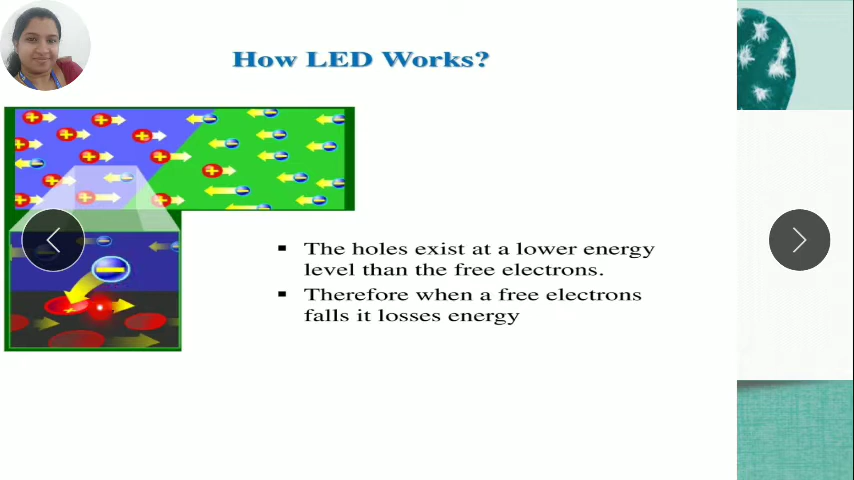 How LED Works?
The holes exist at a lower energy
level than the free electrons.
Therefore when a free electrons
falls it losses energy